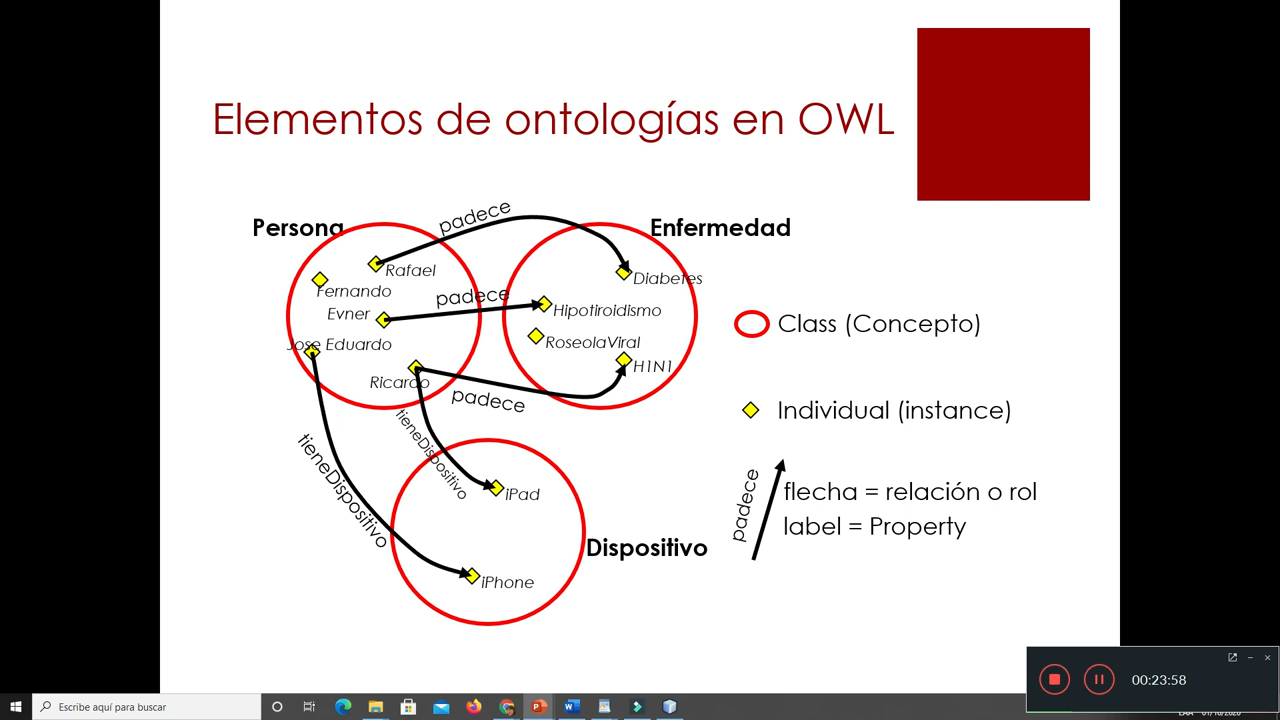 Elementos de ontologías en OWL
Persona
padece
Enfermedad
Rafael
Diabetes
Fernando
padece
Evner
Hipotiroidismo
Class (Concepto)
Jose Eduardo
RoseolaViral
H1N1
Ricardo
padece
Individual (instance)
tieneDispositivo
tieneDispositivo
iPad
padece
flecha = relación o rol
label = Property
Dispositivo
iPhone
00:23:58
Escribe aquí para buscar